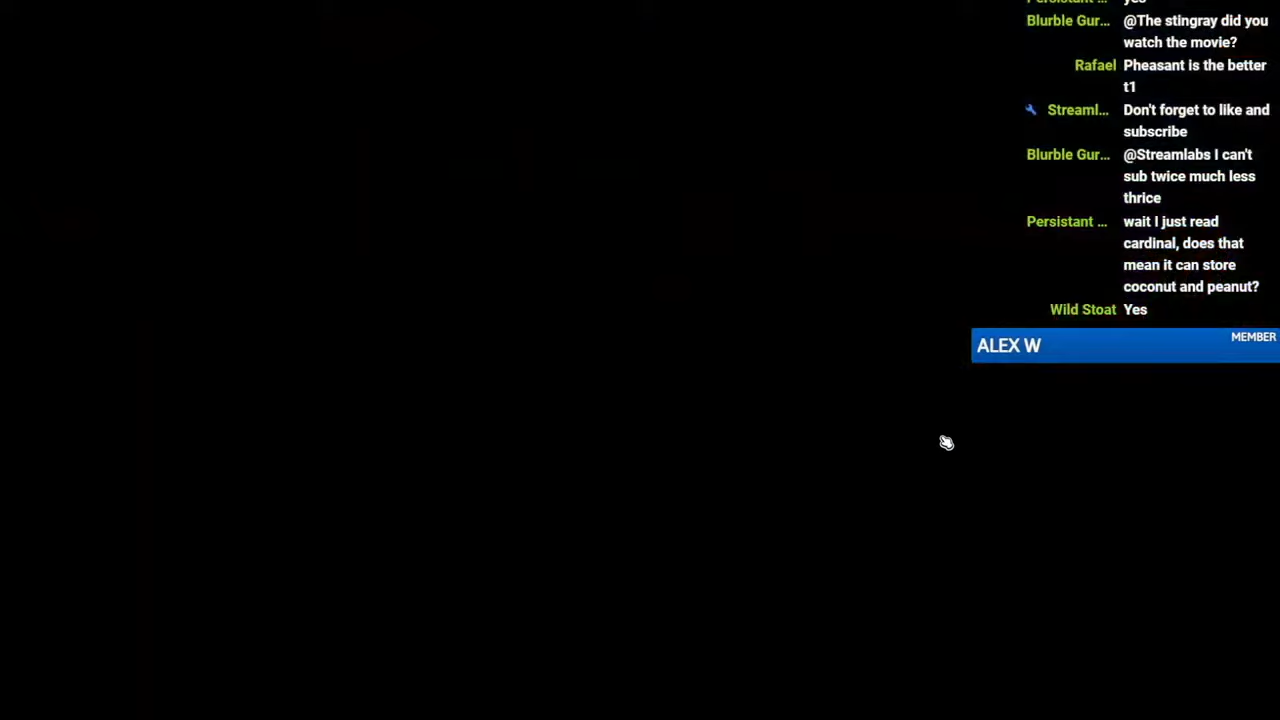 Persistant ... yes
Blurble Gur... @The stingray did you
watch the movie?
Rafael Pheasant is the better
t1
Streaml... Don't forget to like and
subscribe
Blurble Gur... @Streamlabs I can't
sub twice much less
thrice
Persistant ... wait I just read
cardinal, does that
mean it can store
coconut and peanut?
Wild Stoat Yes
ALEX W MEMBER